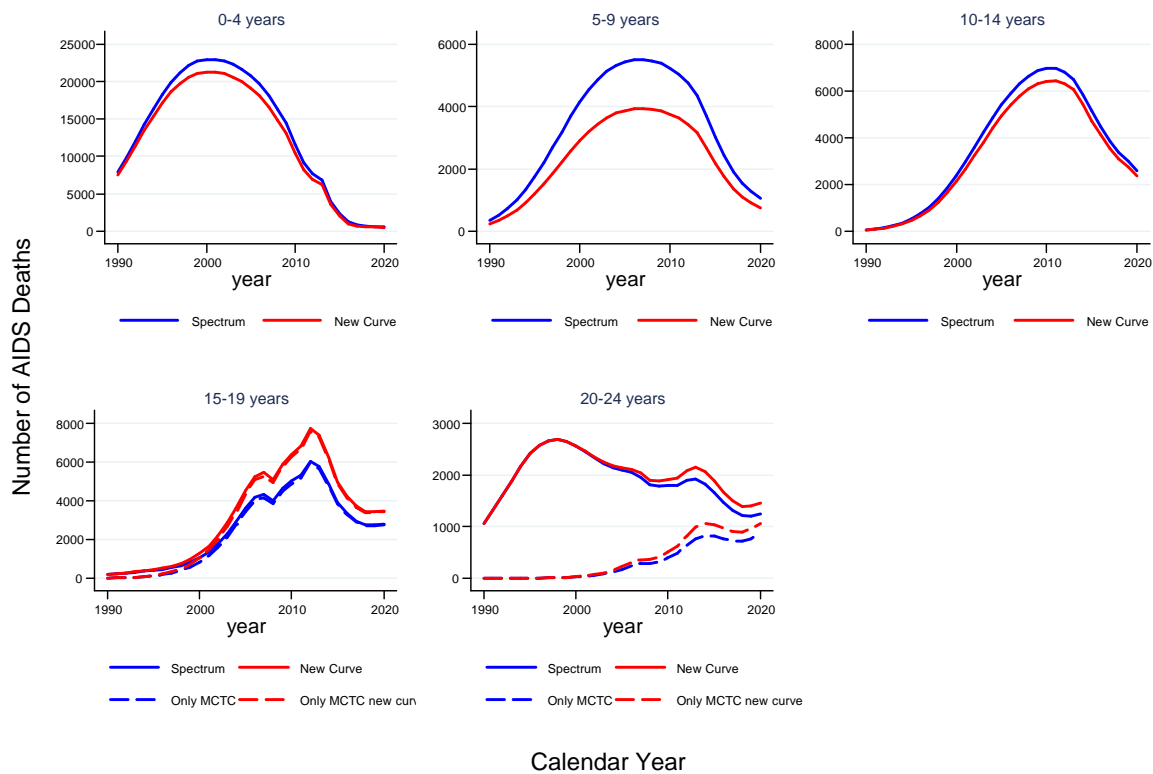 Number of AIDS Deaths
0-4 years
25000
20000
15000
10000
5000
0
1990 2000 2010 2020
year
Spectrum New Curve
5-9 years
6000
4000
2000
0
1990 2000 2010 2020
year
Spectrum New Curve
10-14 years
8000
6000
4000
2000
0
1990 2000 2010 2020
year
Spectrum New Curve
15-19 years
8000
6000
4000
2000
0
1990 2000 2010 2020
year
Spectrum New Curve
Only MCTC Only MCTC new curv
20-24 years
3000
2000
1000
0
1990 2000 2010 2020
year
Spectrum New Curve
Only MCTC Only MCTC new curve
Calendar Year